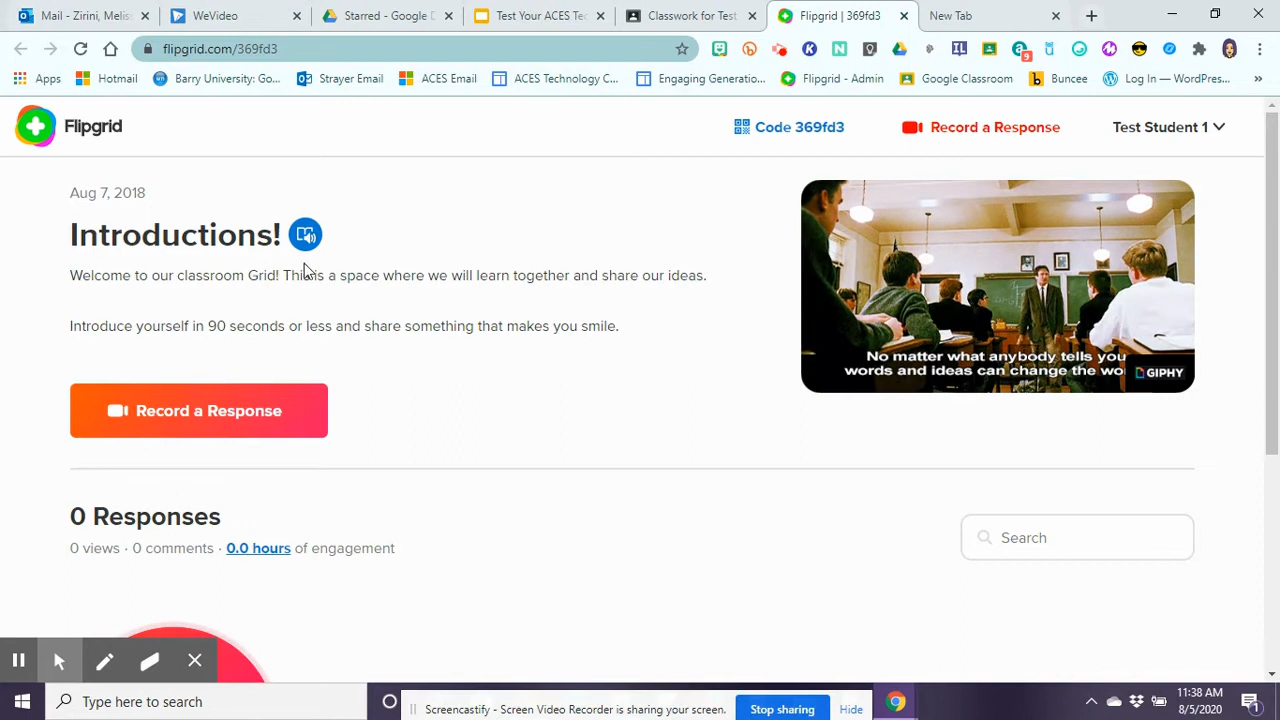 Mail - Tirini, Melis
WeVideo
Starred - Google D
Test Your ACES Te
Classwork for Test
Flipgrid | 369fd3
New Tab
flipgrid.com/369fd3
9
Apps
Hotmail
Barry University: Go...
Strayer Email
ACES Email
ACES Technology C...
Engaging Generatio...
Flipgrid - Admin
Google Classroom
Buncee
Log In — WordPres...
Flipgrid
Code 369fd3
Record a Response
Test Student 1
Aug 7, 2018
Introductions!
Welcome to our classroom Grid! This is a space where we will learn together and share our ideas.
Introduce yourself in 90 seconds or less and share something that makes you smile.
No matter what anybody tells you
words and ideas can change the wo
GIPHY
Record a Response
0 Responses
0 views · 0 comments · 0.0 hours of engagement
Search
Type here to search
Screencastify - Screen Video Recorder is sharing your screen.
Stop sharing
Hide
11:38 AM
8/5/2020
1